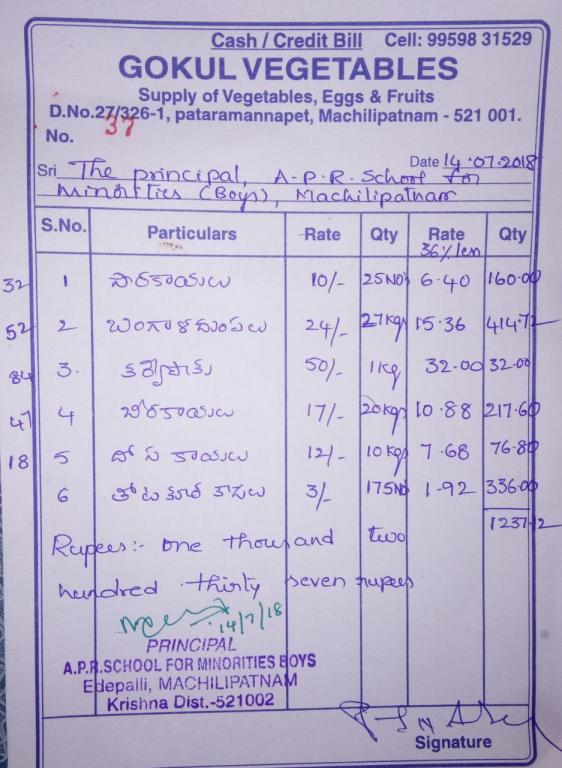 Cash / Credit Bill Cell: 99598 31529
GOKUL VEGETABLES
Supply of Vegetables, Eggs & Fruits
D.No.27/326-1, pataramannapet, Machilipatnam - 521 001.
No. 37
Date 14.07.2018
Sri The principal, A.P.R. School for
minorities (Boys), Machilipatnam
S.No. Particulars Rate Qty Rate 36% less Qty
32 1 సొరకాయలు 10/- 25NOs 6.40 160.00
52 2 బంగాళదుంపలు 24/- 27kgs 15.36 414.72
84 3. కర్వేపాకు 50/- 1kg 32.00 32.00
47 4 బీరకాయలు 17/- 20kgs 10.88 217.60
18 5 దోసకాయలు 12/- 10kgs 7.68 76.80
6 తోటకూర కాడలు 3/- 175NO 1.92 336.00
1237.12
Rupees:- one thousand two
hundred thirty seven rupees
14/7/18
PRINCIPAL
A.P.R.SCHOOL FOR MINORITIES BOYS
Edepalli, MACHILIPATNAM
Krishna Dist.-521002
Signature